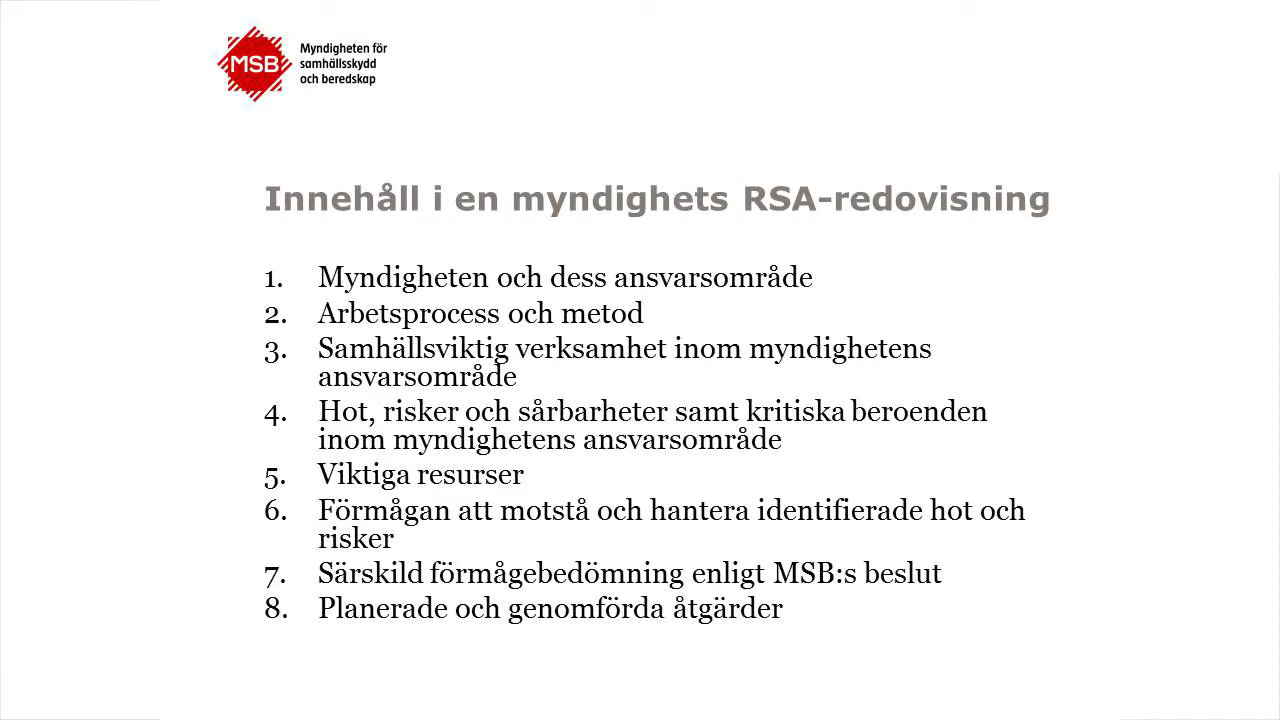 MSB
Myndigheten för
samhällsskydd
och beredskap
Innehåll i en myndighets RSA-redovisning
1. Myndigheten och dess ansvarsområde
2. Arbetsprocess och metod
3. Samhällsviktig verksamhet inom myndighetens
ansvarsområde
4. Hot, risker och sårbarheter samt kritiska beroenden
inom myndighetens ansvarsområde
5. Viktiga resurser
6. Förmågan att motstå och hantera identifierade hot och
risker
7. Särskild förmågebedömning enligt MSB:s beslut
8. Planerade och genomförda åtgärder